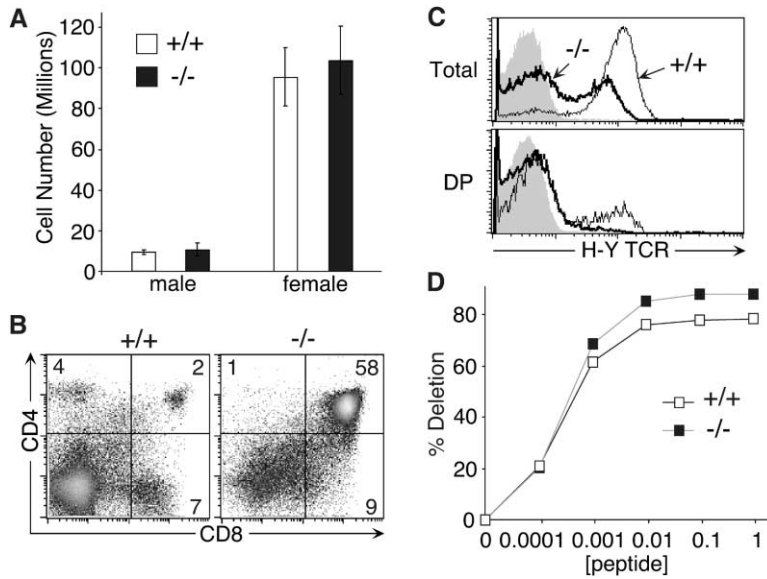 A
Cell Number (Millions)
120
100
80
60
40
20
0
+/+
-/-
male
female
B
+/+
-/-
4
2
7
1
58
9
CD4
CD8
C
Total
-/-
+/+
DP
H-Y TCR
D
% Deletion
80
60
40
20
0
+/+
-/-
0 0.0001 0.001 0.01 0.1 1
[peptide]